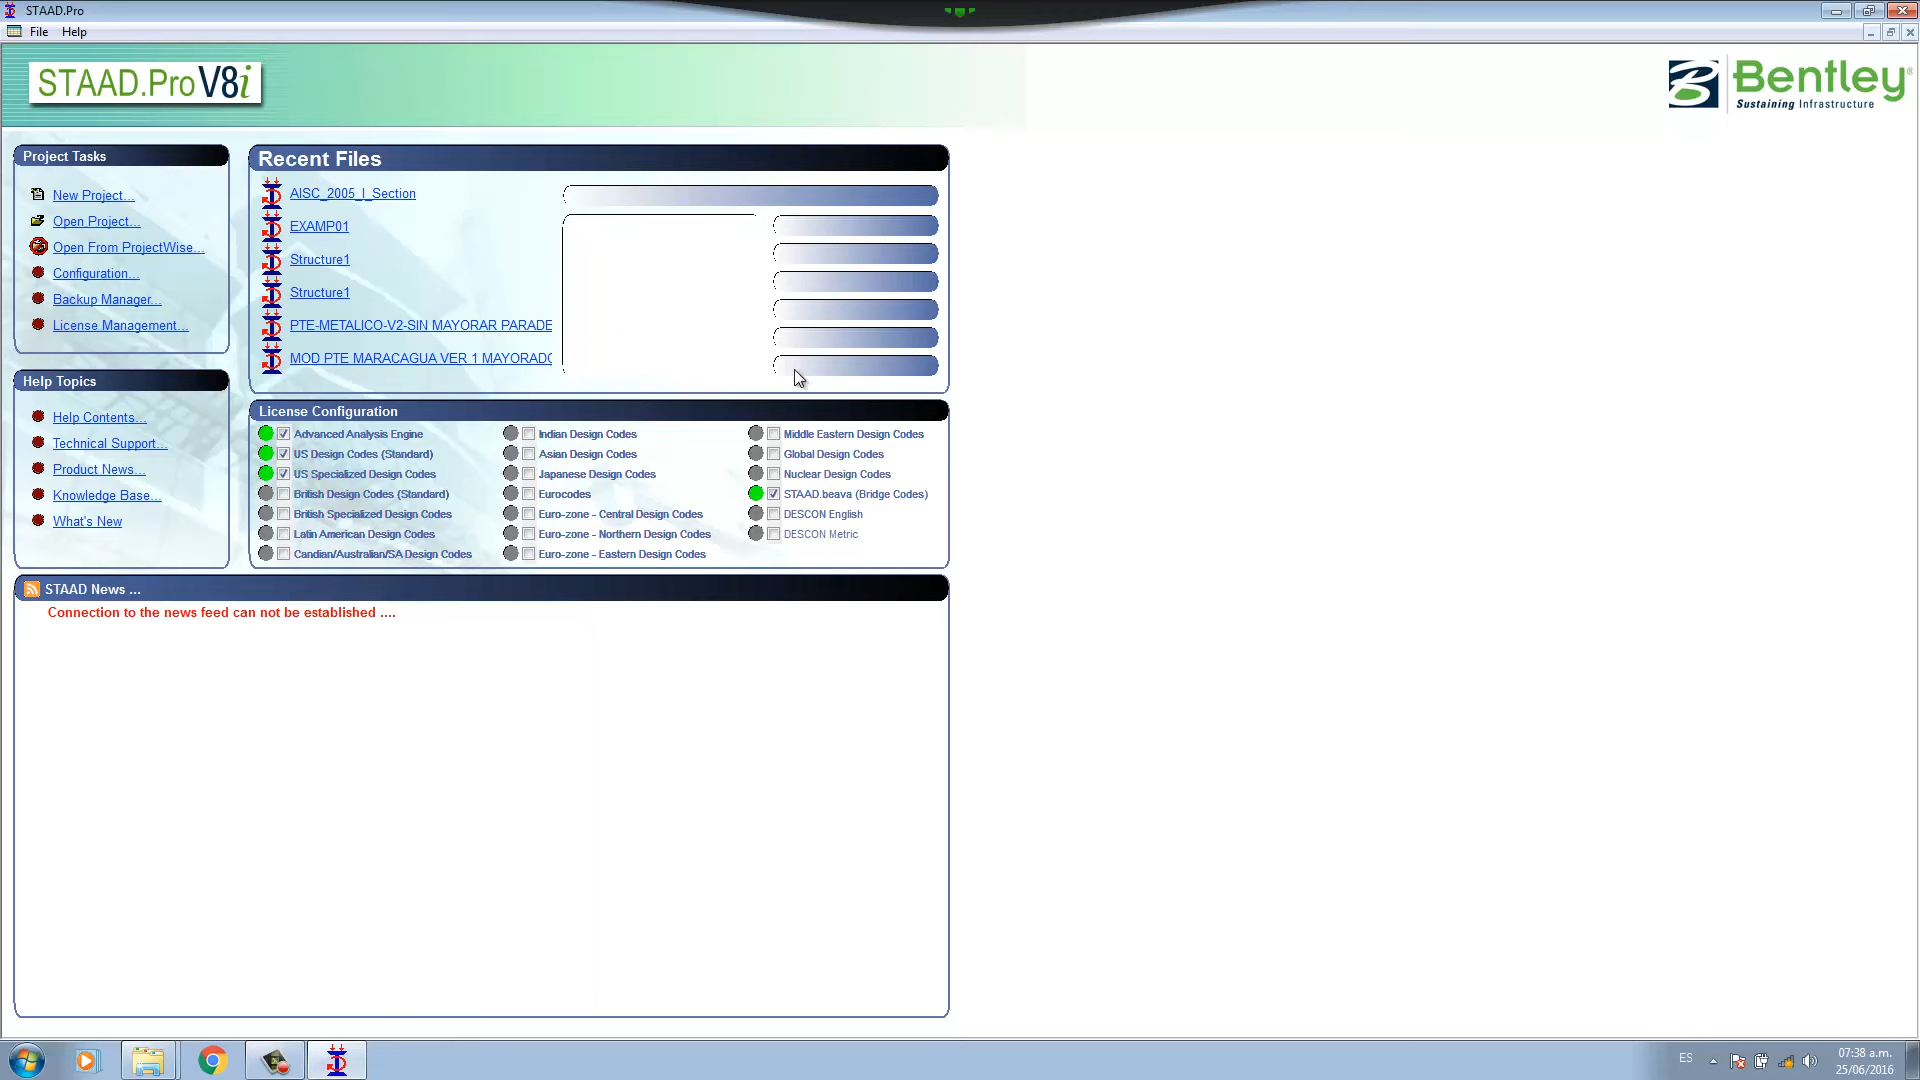 STAAD.Pro
File Help
STAAD.Pro V8i
Bentley®
Sustaining Infrastructure
Project Tasks
New Project...
Open Project...
Open From ProjectWise...
Configuration...
Backup Manager...
License Management...
Recent Files
AISC_2005_I_Section
EXAMP01
Structure1
Structure1
PTE-METALICO-V2-SIN MAYORAR PARADE
MOD PTE MARACAGUA VER 1 MAYORADO
Help Topics
Help Contents...
Technical Support...
Product News...
Knowledge Base...
What's New
License Configuration
Advanced Analysis Engine
US Design Codes (Standard)
US Specialized Design Codes
British Design Codes (Standard)
British Specialized Design Codes
Latin American Design Codes
Candian/Australian/SA Design Codes
Indian Design Codes
Asian Design Codes
Japanese Design Codes
Eurocodes
Euro-zone - Central Design Codes
Euro-zone - Northern Design Codes
Euro-zone - Eastern Design Codes
Middle Eastern Design Codes
Global Design Codes
Nuclear Design Codes
STAAD.beava (Bridge Codes)
DESCON English
DESCON Metric
STAAD News ...
Connection to the news feed can not be established ....
ES
07:38 a.m.
25/06/2016